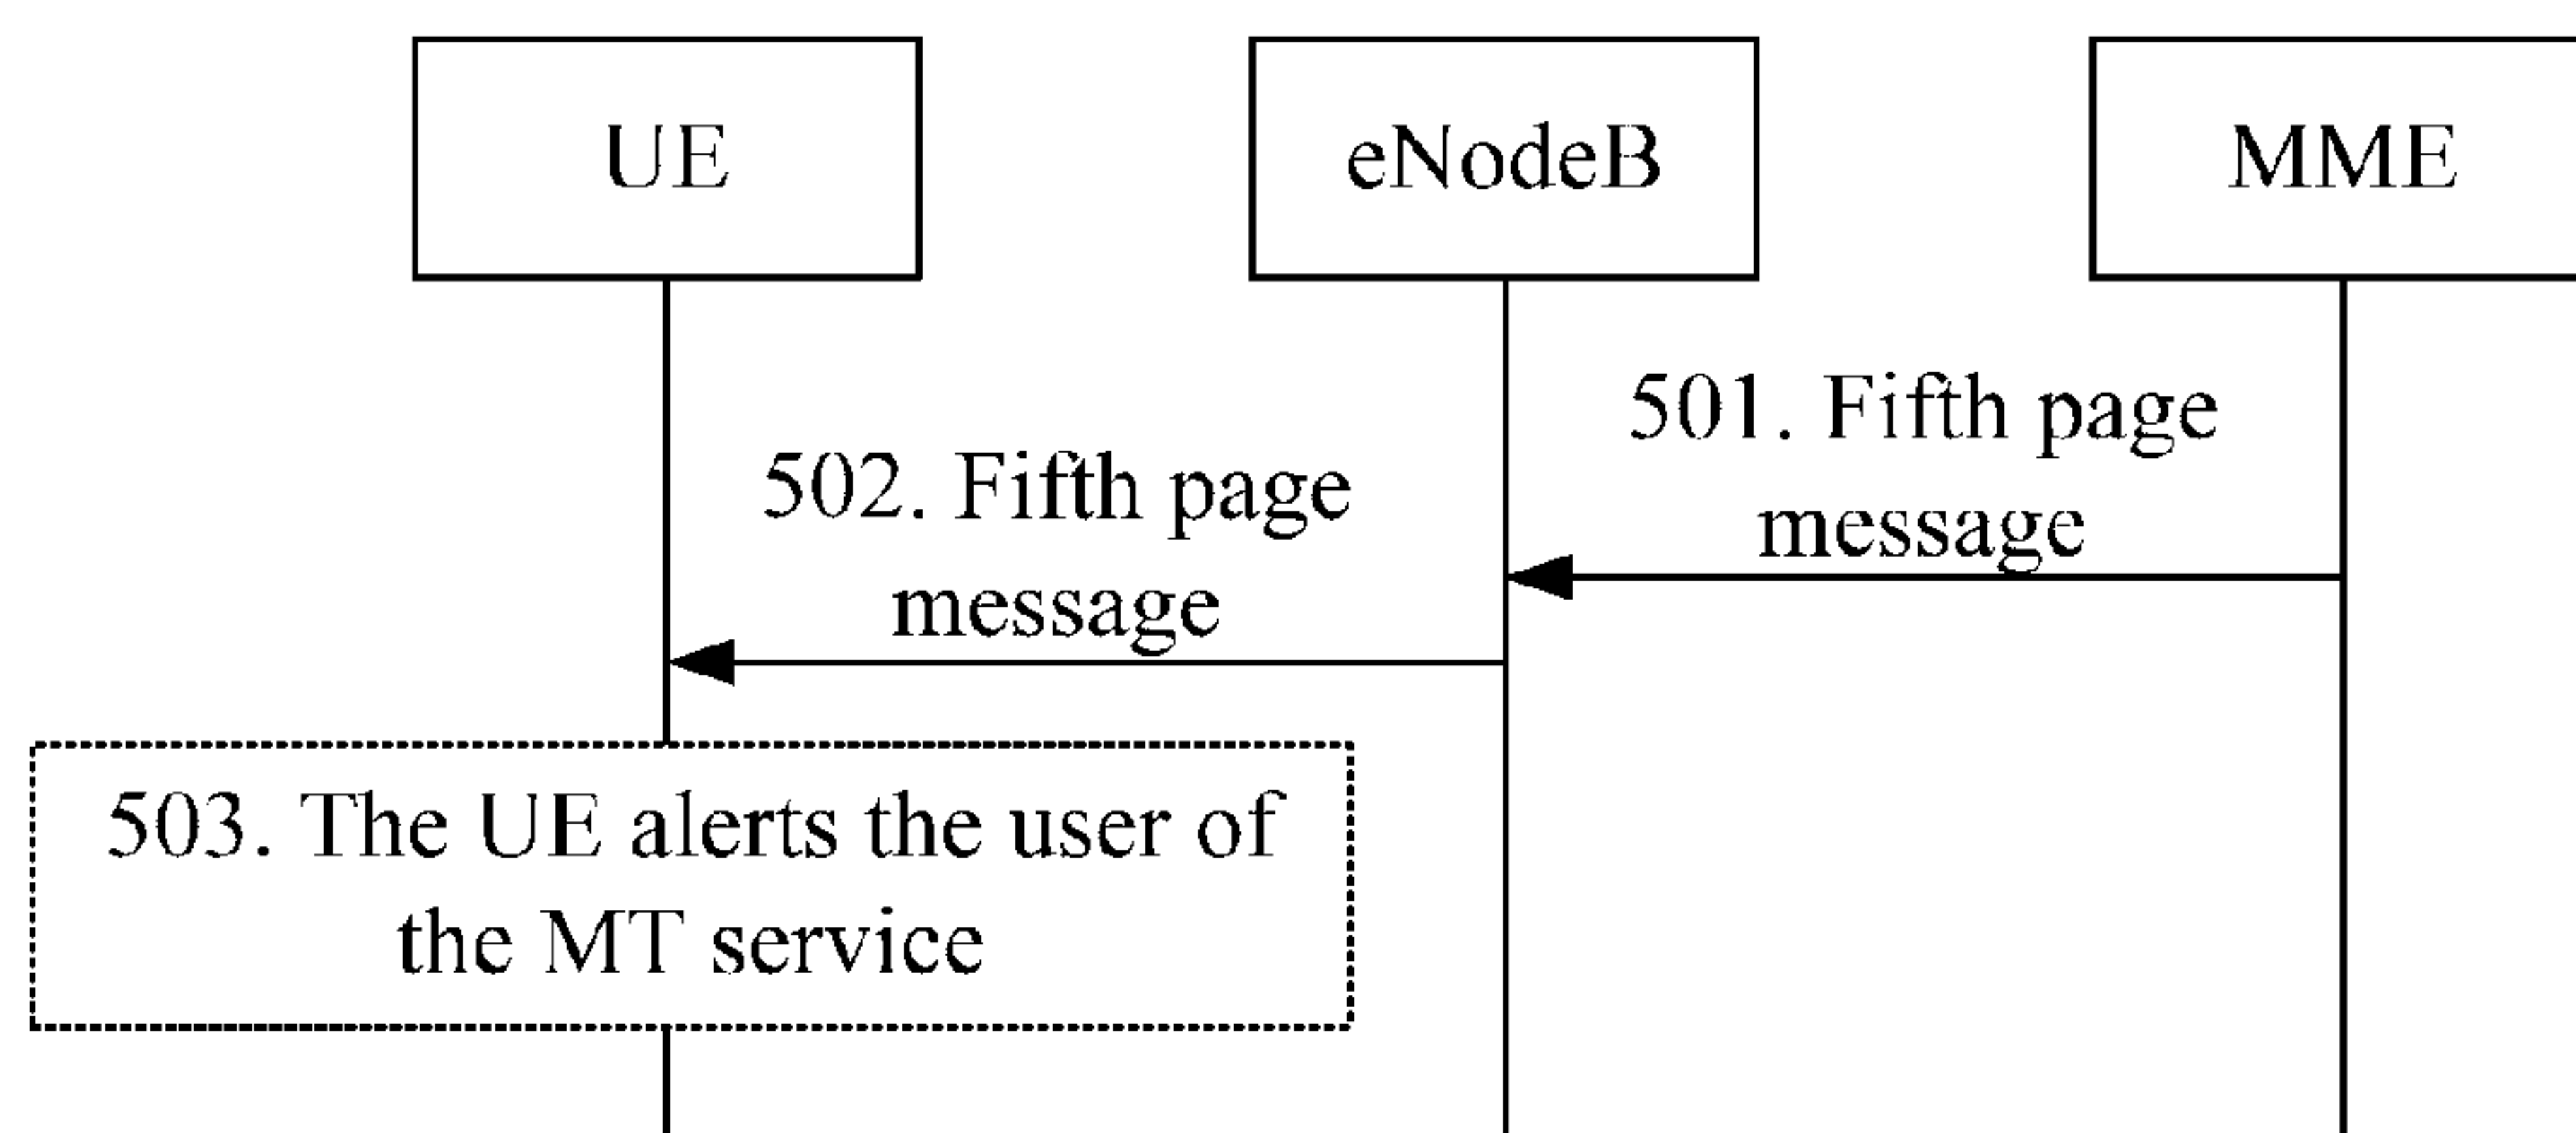 UE
eNodeB
MME
501. Fifth page
message
502. Fifth page
message
503. The UE alerts the user of
the MT service